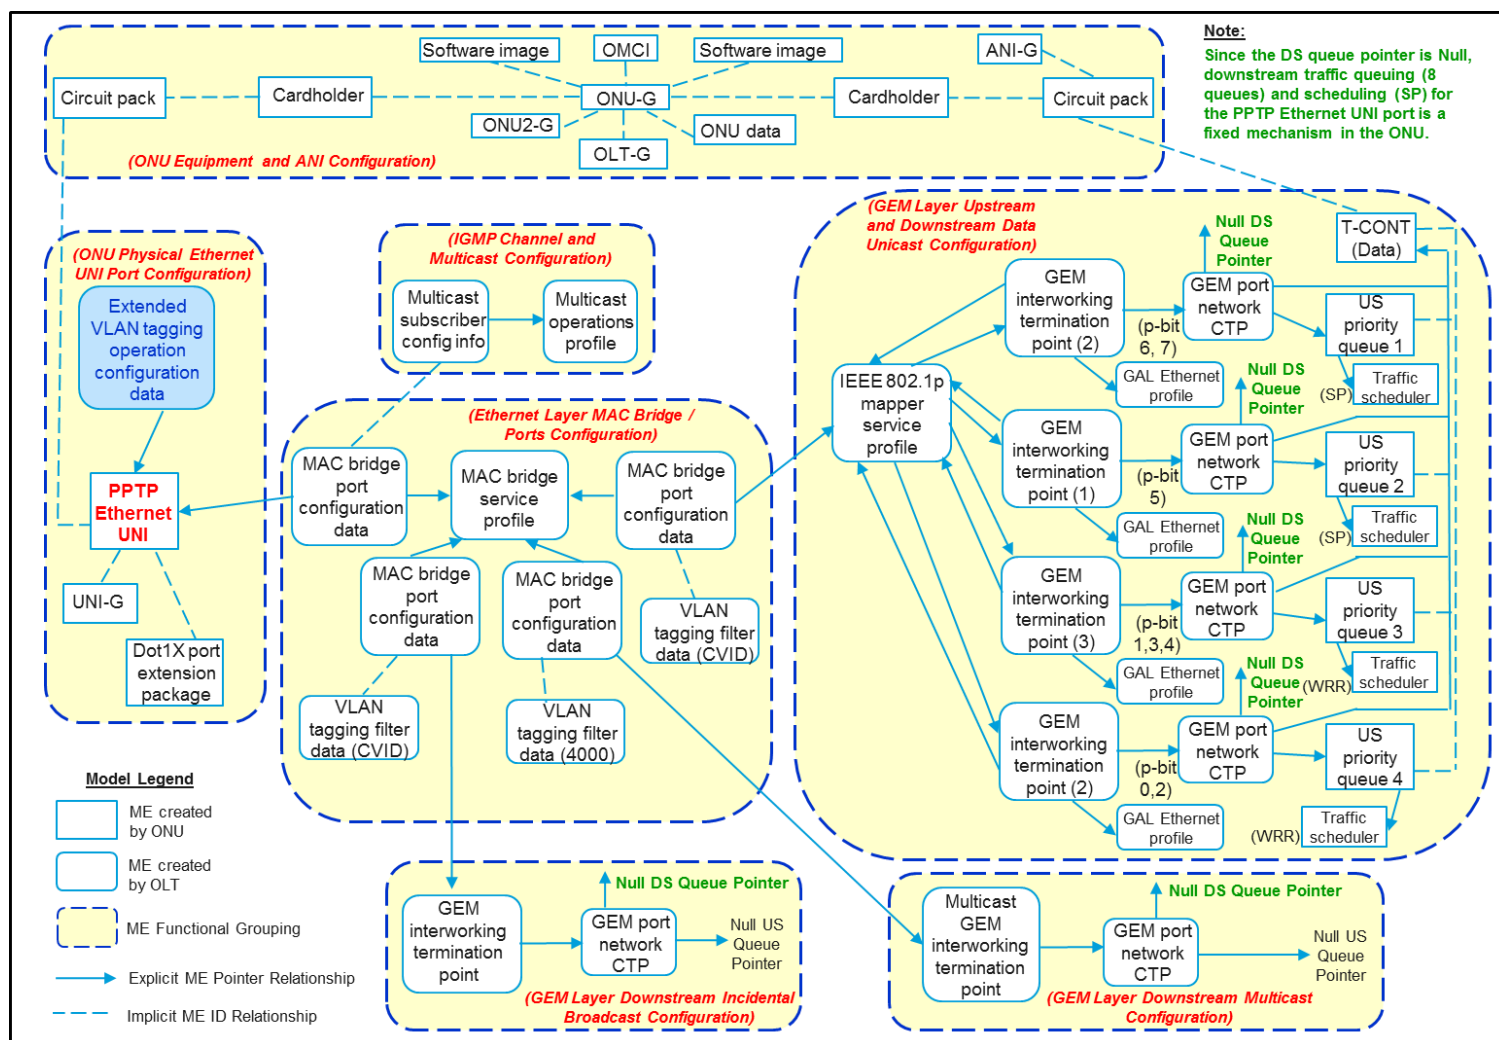 Software image
OMCI
Software image
ANI-G
Circuit pack
Cardholder
ONU-G
Cardholder
Circuit pack
ONU2-G
ONU data
OLT-G
(ONU Equipment and ANI Configuration)
Note:
Since the DS queue pointer is Null,
downstream traffic queuing (8
queues) and scheduling (SP) for
the PPTP Ethernet UNI port is a
fixed mechanism in the ONU.
(ONU Physical Ethernet
UNI Port Configuration)
Extended
VLAN tagging
operation
configuration
data
PPTP
Ethernet
UNI
UNI-G
Dot1X port
extension
package
(IGMP Channel and
Multicast Configuration)
Multicast
subscriber
config info
Multicast
operations
profile
(Ethernet Layer MAC Bridge /
Ports Configuration)
MAC bridge
port
configuration
data
MAC bridge
service
profile
MAC bridge
port
configuration
data
MAC bridge
port
configuration
data
MAC bridge
port
configuration
data
VLAN
tagging filter
data (CVID)
VLAN
tagging filter
data (CVID)
VLAN
tagging filter
data (4000)
(GEM Layer Upstream
and Downstream Data
Unicast Configuration)
IEEE 802.1p
mapper
service
profile
Null DS
Queue
Pointer
T-CONT
(Data)
GEM
interworking
termination
point (2)
(p-bit
6, 7)
GEM port
network
CTP
US
priority
queue 1
GAL Ethernet
profile
(SP)
Traffic
scheduler
Null DS
Queue
Pointer
GEM
interworking
termination
point (1)
(p-bit
5)
GEM port
network
CTP
US
priority
queue 2
GAL Ethernet
profile
(SP)
Traffic
scheduler
Null DS
Queue
Pointer
GEM
interworking
termination
point (3)
(p-bit
1,3,4)
GEM port
network
CTP
US
priority
queue 3
GAL Ethernet
profile
(WRR)
Traffic
scheduler
Null DS
Queue
Pointer
GEM
interworking
termination
point (2)
(p-bit
0,2)
GEM port
network
CTP
US
priority
queue 4
GAL Ethernet
profile
(WRR)
Traffic
scheduler
Model Legend
ME created
by ONU
ME created
by OLT
ME Functional Grouping
Explicit ME Pointer Relationship
Implicit ME ID Relationship
Null DS Queue Pointer
GEM
interworking
termination
point
GEM port
network
CTP
Null US
Queue
Pointer
(GEM Layer Downstream Incidental
Broadcast Configuration)
Null DS Queue Pointer
Multicast
GEM
interworking
termination
point
GEM port
network
CTP
Null US
Queue
Pointer
(GEM Layer Downstream Multicast
Configuration)